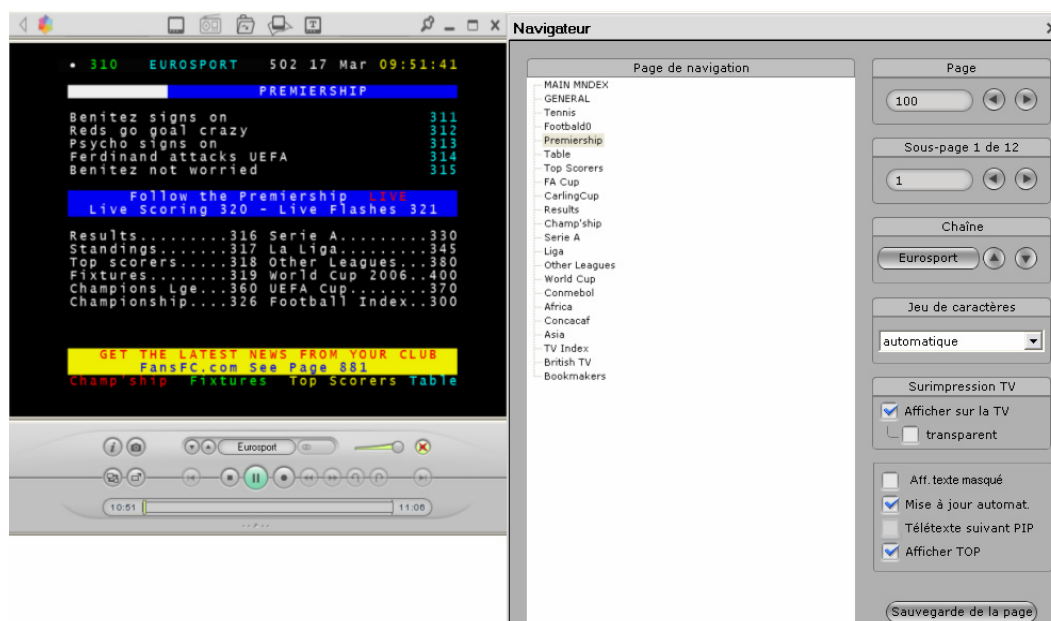 Navigateur
• 310 EUROSPORT 502 17 Mar 09:51:41
PREMIERSHIP
Benitez signs on 311
Reds go goal crazy 312
Psycho signs on 313
Ferdinand attacks UEFA 314
Benitez not worried 315
Follow the Premiership LIVE
Live Scoring 320 - Live Flashes 321
Results.........316 Serie A.........330
Standings.......317 La Liga.........345
Top scorers.....318 Other Leagues...380
Fixtures........319 World Cup 2006..400
Champions Lge...360 UEFA Cup........370
Championship....326 Football Index..300
GET THE LATEST NEWS FROM YOUR CLUB
FansFC.com See Page 881
Champ'ship Fixtures Top Scorers Table
Eurosport
10:51 11:06
Page de navigation
MAIN MNDEX
GENERAL
Tennis
Footbald0
Premiership
Table
Top Scorers
FA Cup
CarlingCup
Results
Champ'ship
Serie A
Liga
Other Leagues
World Cup
Conmebol
Africa
Concacaf
Asia
TV Index
British TV
Bookmakers
Page
100
Sous-page 1 de 12
1
Chaîne
Eurosport
Jeu de caractères
automatique
Surimpression TV
Afficher sur la TV
transparent
Aff. texte masqué
Mise à jour automat.
Télétexte suivant PIP
Afficher TOP
Sauvegarde de la page